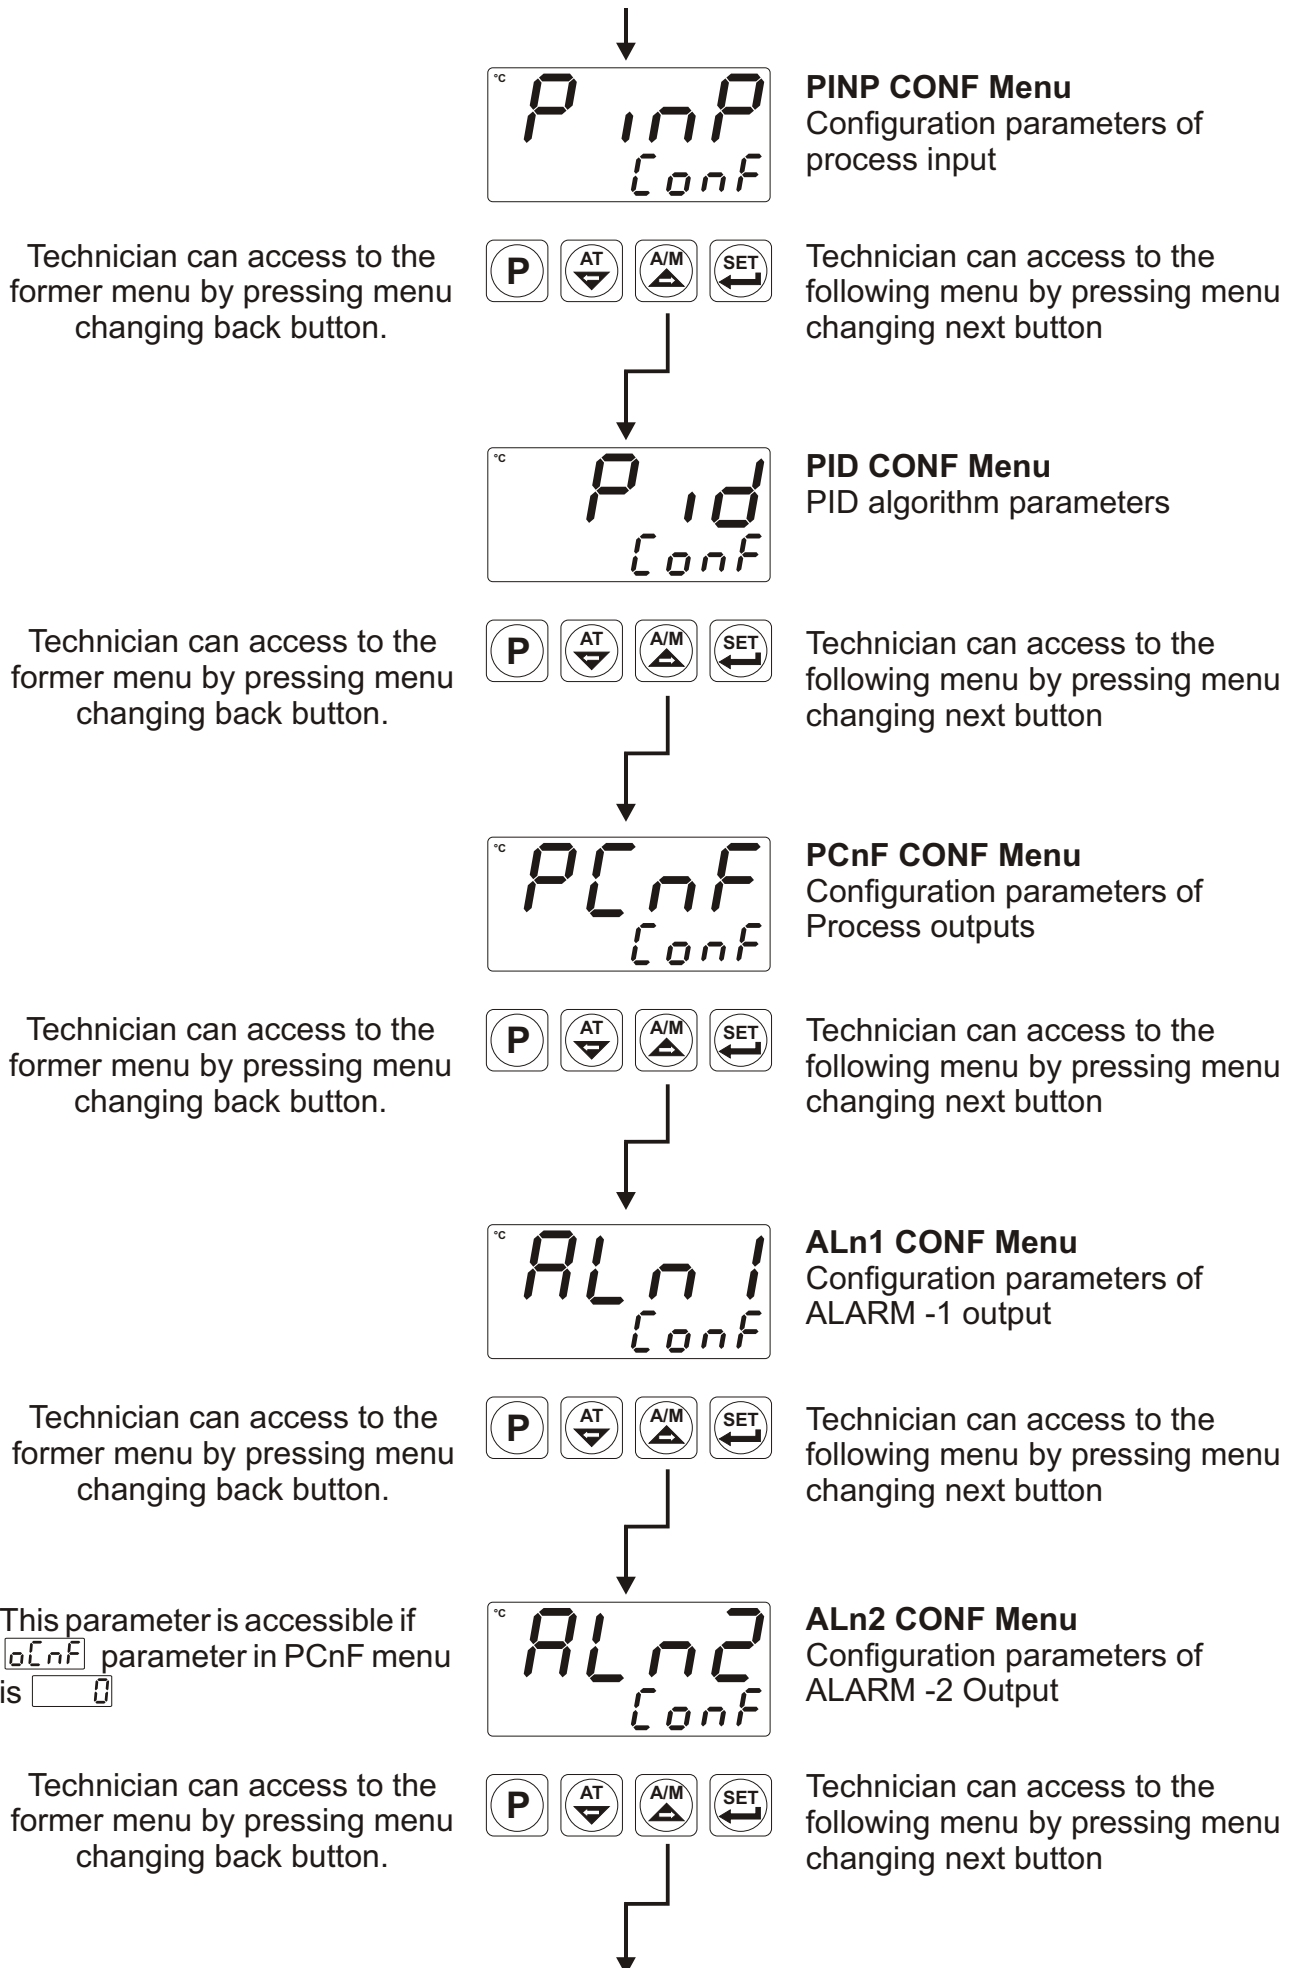 °C
PinP
ConF
PINP CONF Menu
Configuration parameters of
process input
Technician can access to the
former menu by pressing menu
changing back button.
P AT A/M SET
Technician can access to the
following menu by pressing menu
changing next button
°C
Pid
ConF
PID CONF Menu
PID algorithm parameters
Technician can access to the
former menu by pressing menu
changing back button.
P AT A/M SET
Technician can access to the
following menu by pressing menu
changing next button
°C
PCnF
ConF
PCnF CONF Menu
Configuration parameters of
Process outputs
Technician can access to the
former menu by pressing menu
changing back button.
P AT A/M SET
Technician can access to the
following menu by pressing menu
changing next button
°C
ALn1
ConF
ALn1 CONF Menu
Configuration parameters of
ALARM -1 output
Technician can access to the
former menu by pressing menu
changing back button.
P AT A/M SET
Technician can access to the
following menu by pressing menu
changing next button
This parameter is accessible if
oCnF parameter in PCnF menu
is 0
°C
ALn2
ConF
ALn2 CONF Menu
Configuration parameters of
ALARM -2 Output
Technician can access to the
former menu by pressing menu
changing back button.
P AT A/M SET
Technician can access to the
following menu by pressing menu
changing next button